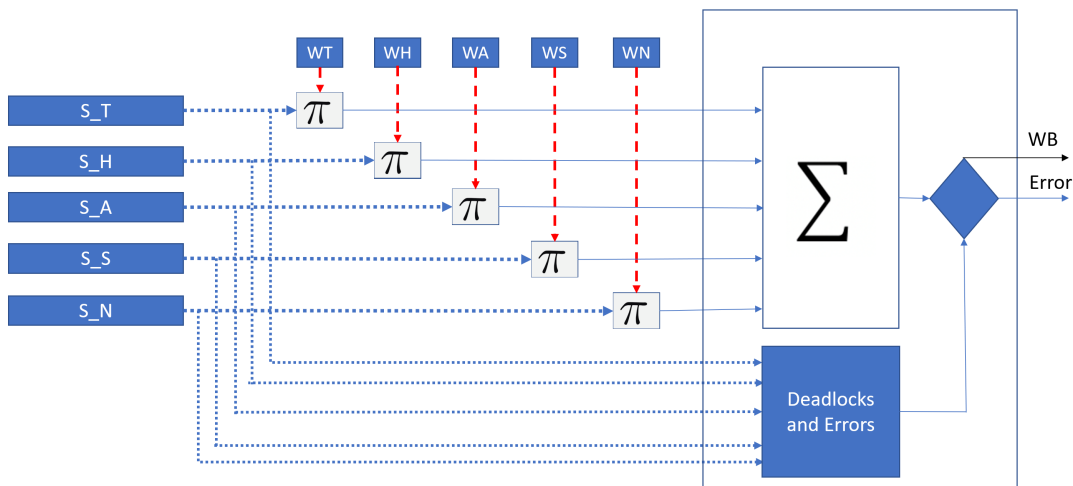 WT WH WA WS WN
S_T
π
S_H
π
WB
S_A
π
∑
Error
S_S
π
S_N
π
Deadlocks
and Errors